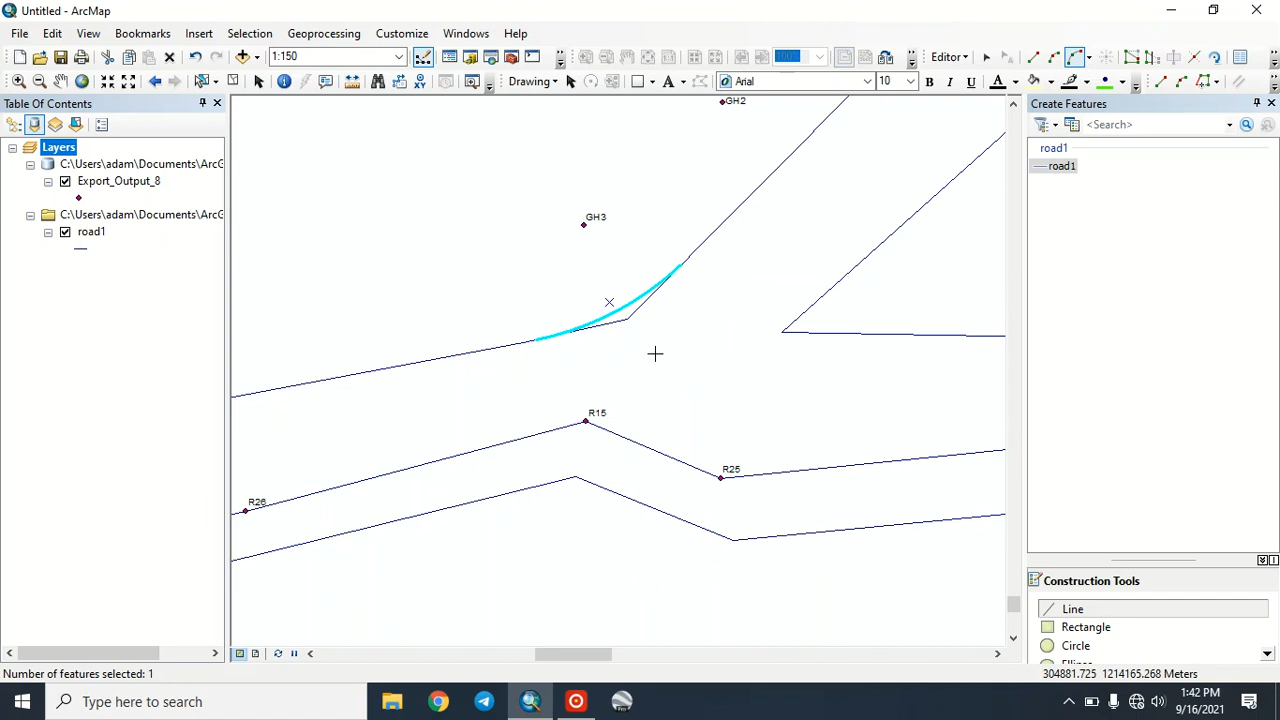 Untitled - ArcMap
File Edit View Bookmarks Insert Selection Geoprocessing Customize Windows Help
1:150 100% Editor
Drawing A Arial 10 B I U A
Table Of Contents
Layers
C:\Users\adam\Documents\ArcG
Export_Output_8
C:\Users\adam\Documents\ArcG
road1
GH2
GH3
R15
R25
R26
Create Features
<Search>
road1
road1
Construction Tools
Line
Rectangle
Circle
Number of features selected: 1
304881.725 1214165.268 Meters
Type here to search
1:42 PM
9/16/2021